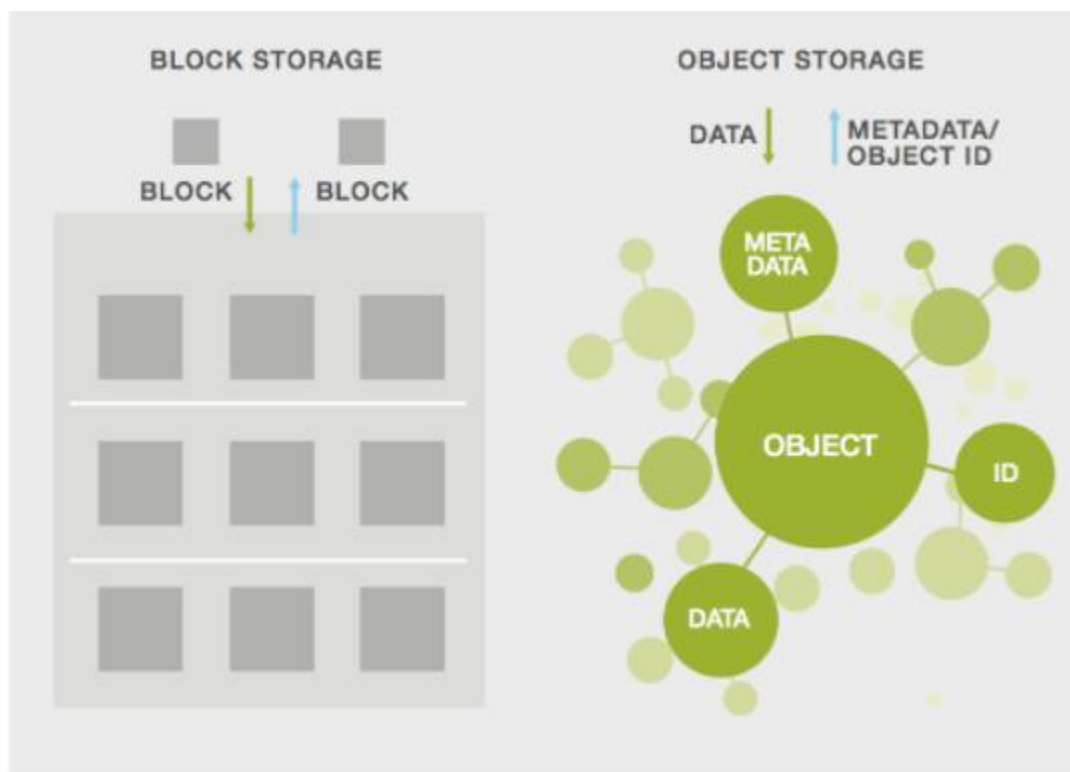 BLOCK STORAGE
BLOCK
BLOCK
OBJECT STORAGE
DATA
METADATA/
OBJECT ID
META
DATA
OBJECT
ID
DATA